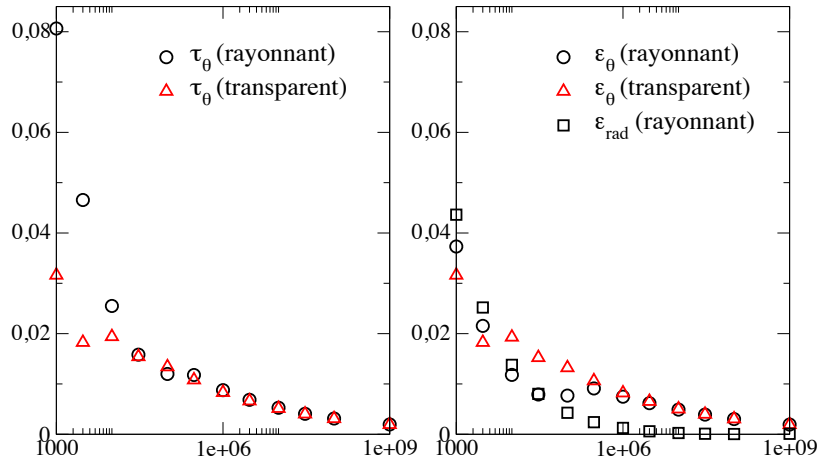 0,08
τθ (rayonnant)
τθ (transparent)
0,06
0,04
0,02
0
1000
1e+06
1e+09
0,08
εθ (rayonnant)
εθ (transparent)
εrad (rayonnant)
0,06
0,04
0,02
0
1000
1e+06
1e+09